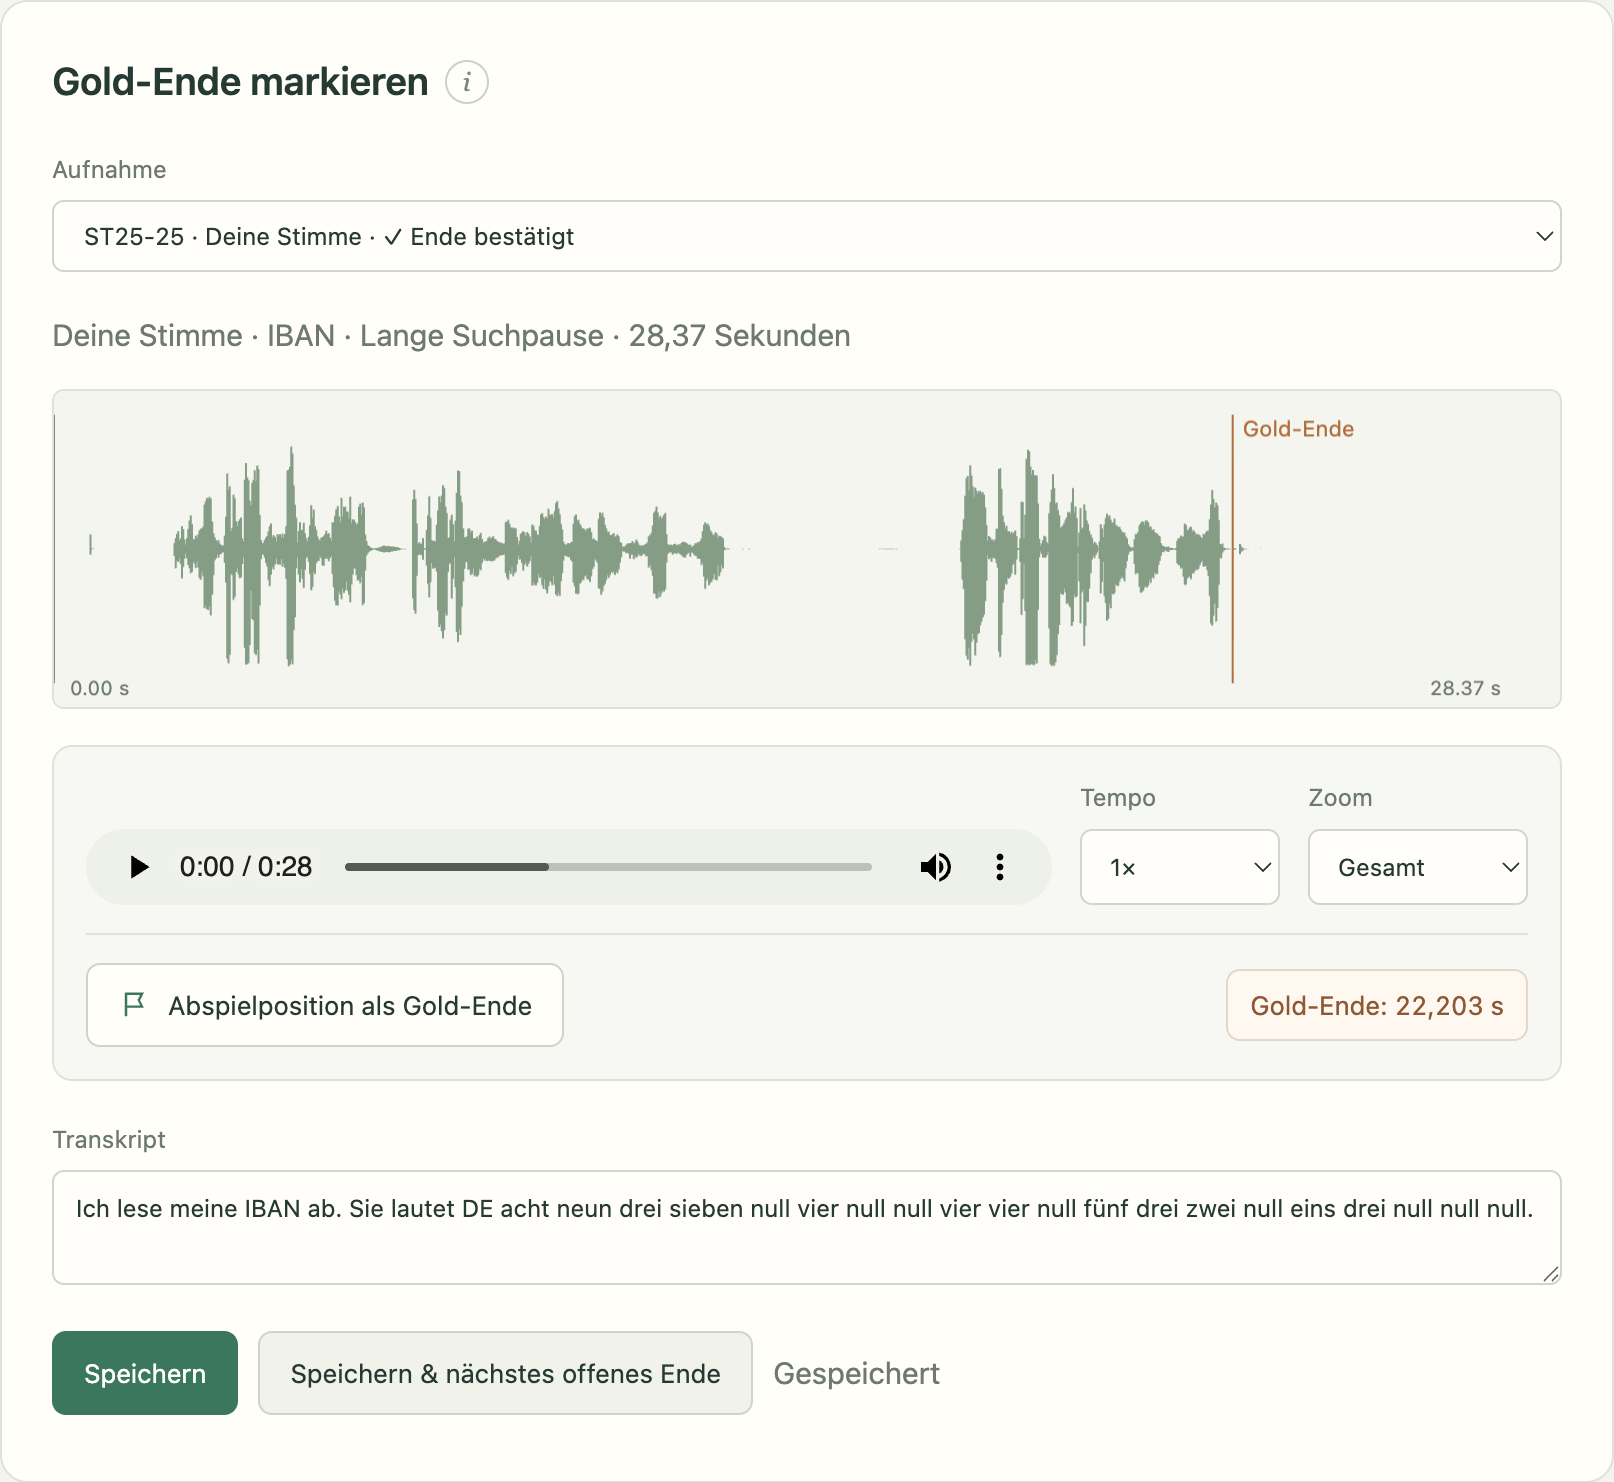 Gold-Ende markieren i
Aufnahme
ST25-25 · Deine Stimme · ✓ Ende bestätigt
Deine Stimme · IBAN · Lange Suchpause · 28,37 Sekunden
Gold-Ende
0.00 s 28.37 s
Tempo Zoom
0:00 / 0:28 1× Gesamt
Abspielposition als Gold-Ende Gold-Ende: 22,203 s
Transkript
Ich lese meine IBAN ab. Sie lautet DE acht neun drei sieben null vier null null vier vier null fünf drei zwei null eins drei null null null.
Speichern Speichern & nächstes offenes Ende Gespeichert